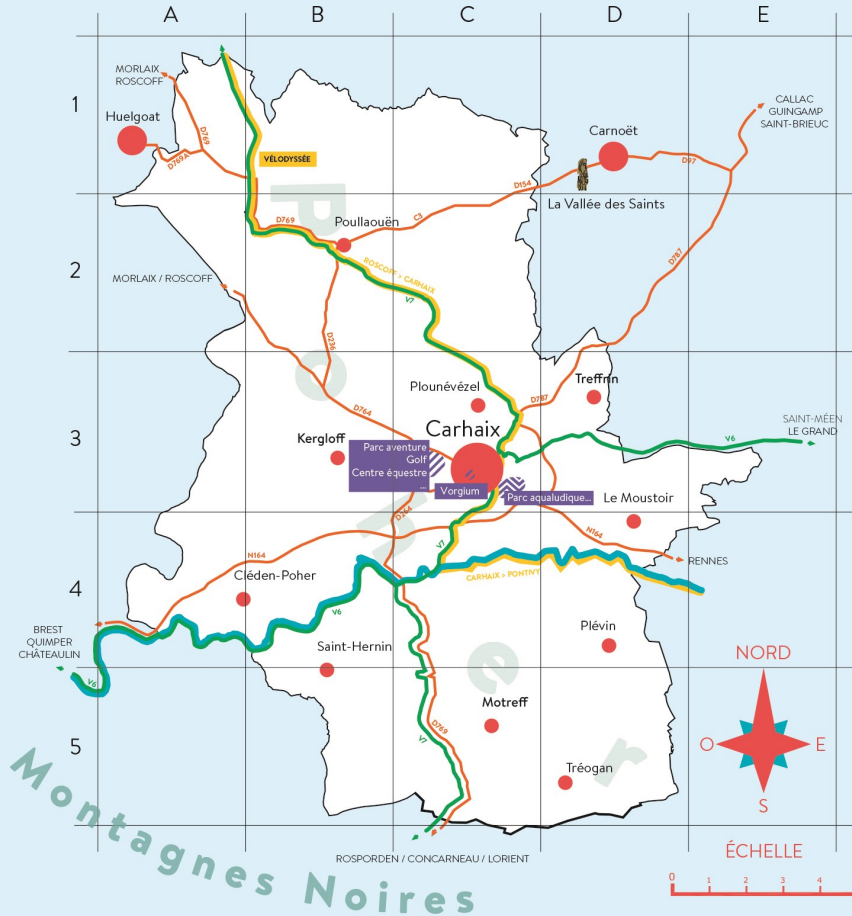 A B C D E
1
MORLAIX
ROSCOFF
CALLAC
GUINGAMP
SAINT-BRIEUC
Huelgoat
D769
D769A
Carnoët
D97
VÉLODYSSÉE
D154
La Vallée des Saints
P
C3
D769
Poullaouën
2
D787
ROSCOFF > CARHAIX
MORLAIX / ROSCOFF
V7
D236
o
Plounévézel
Treffrin
D787
D764
3
Carhaix
SAINT-MÉEN
LE GRAND
V6
Kergloff
Parc aventure
Golf
Centre équestre
...
Vorgium
Parc aqualudique...
Le Moustoir
D264
h
N164
V7
N164
RENNES
Cléden-Poher
CARHAIX > PONTIVY
4
V6
BREST
QUIMPER
CHÂTEAULIN
Plévin
Saint-Hernin
e
NORD
V6
Motreff
D769
V7
5
O E
r
Tréogan
S
Montagnes Noires
ROSPORDEN / CONCARNEAU / LORIENT
ÉCHELLE
0 1 2 3 4